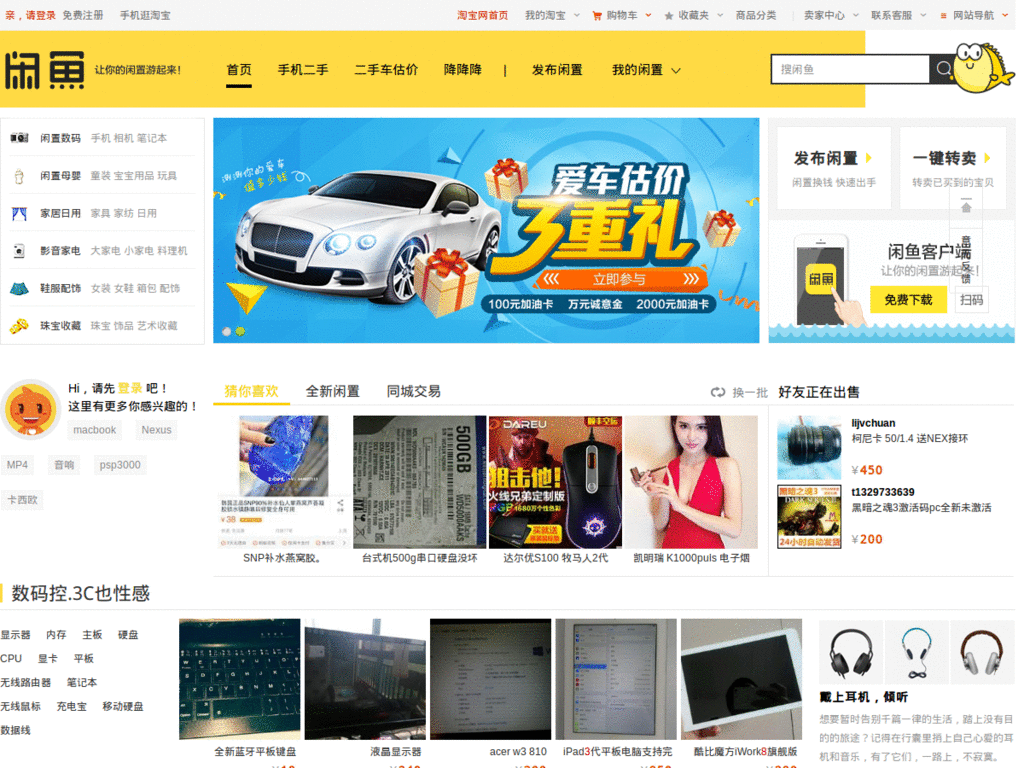 亲，请登录 免费注册 手机逛淘宝
淘宝网首页 我的淘宝 购物车 收藏夹 商品分类 卖家中心 联系客服 网站导航
闲鱼 让你的闲置游起来!
首页 手机二手 二手车估价 降降降 | 发布闲置 我的闲置
搜闲鱼
闲置数码 手机 相机 笔记本
闲置母婴 童装 宝宝用品 玩具
家居日用 家具 家纺 日用
影音家电 大家电 小家电 料理机
鞋服配饰 女装 女鞋 箱包 配饰
珠宝收藏 珠宝 饰品 艺术收藏
测测你的爱车
值多少钱
爱车估价
3重礼
立即参与
100元加油卡 万元诚意金 2000元加油卡
发布闲置 一键转卖
闲置换钱 快速出手 转卖已买到的宝贝
意见反馈
闲鱼
闲鱼客户端
让你的闲置游起来!
免费下载 扫码
Hi，请先 登录 吧！
这里有更多你感兴趣的！
macbook Nexus
MP4 音响 psp3000
卡西欧
猜你喜欢 全新闲置 同城交易 换一批
500GB
DAREU
狙击他!
火线兄弟定制版
SNP补水燕窝胶。 台式机500g串口硬盘没坏 达尔优S100 牧马人2代 凯明瑞 K1000puls 电子烟
好友正在出售
lijvchuan
柯尼卡 50/1.4 送NEX接环
¥450
黑暗之魂3
DARK SOULS
24小时自动发货
t1329733639
黑暗之魂3激活码pc全新未激活
¥200
数码控.3C也性感
显示器 内存 主板 硬盘
CPU 显卡 平板
无线路由器 笔记本
无线鼠标 充电宝 移动硬盘
数据线
全新蓝牙平板键盘 液晶显示器 acer w3 810 iPad3代平板电脑支持完 酷比魔方iWork8旗舰版
戴上耳机，倾听
想要暂时告别千篇一律的生活，踏上没有目
的的旅途？记得在行囊里捎上自己心爱的耳
机和音乐，有了它们，一路上，不寂寞。